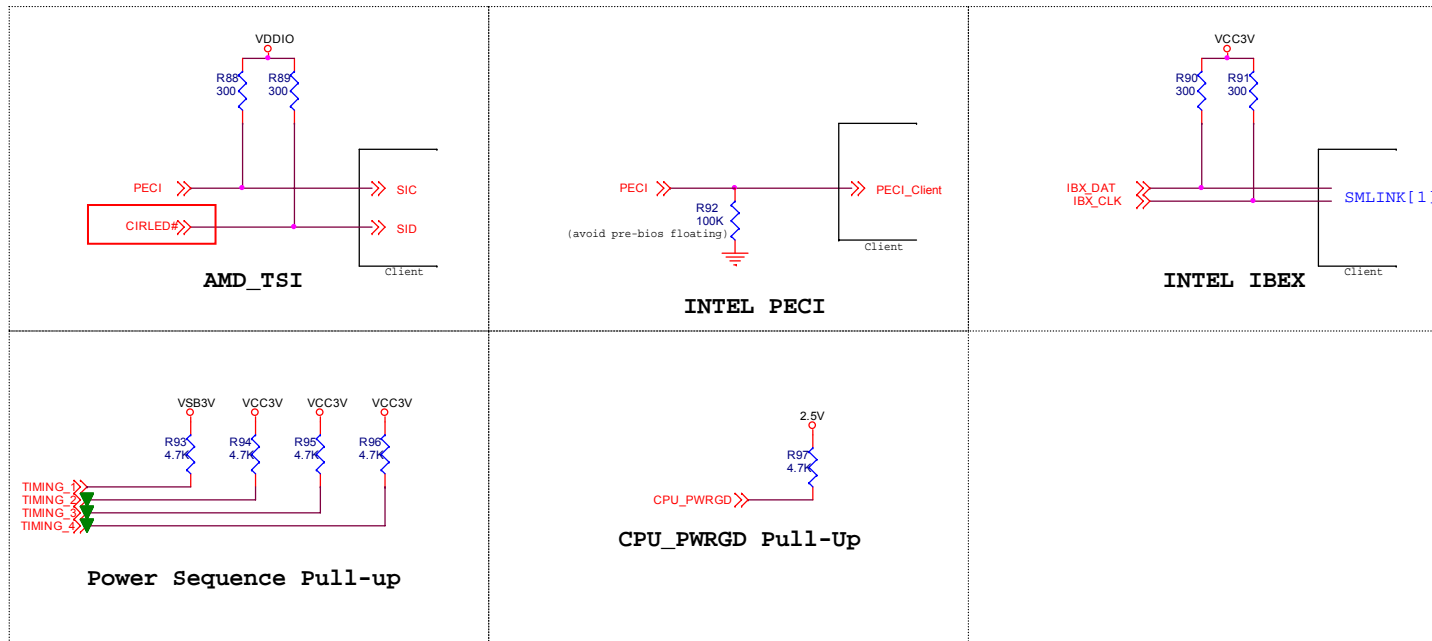 VDDIO
R88
300
R89
300
PECI
SIC
CIRLED#
SID
Client
AMD_TSI
PECI
PECI_Client
R92
100K
(avoid pre-bios floating)
Client
INTEL PECI
VCC3V
R90
300
R91
300
IBX_DAT
IBX_CLK
SMLINK[1]
Client
INTEL IBEX
VSB3V VCC3V VCC3V VCC3V
R93
4.7K
R94
4.7K
R95
4.7K
R96
4.7K
TIMING_1
TIMING_2
TIMING_3
TIMING_4
Power Sequence Pull-up
2.5V
R97
4.7K
CPU_PWRGD
CPU_PWRGD Pull-Up